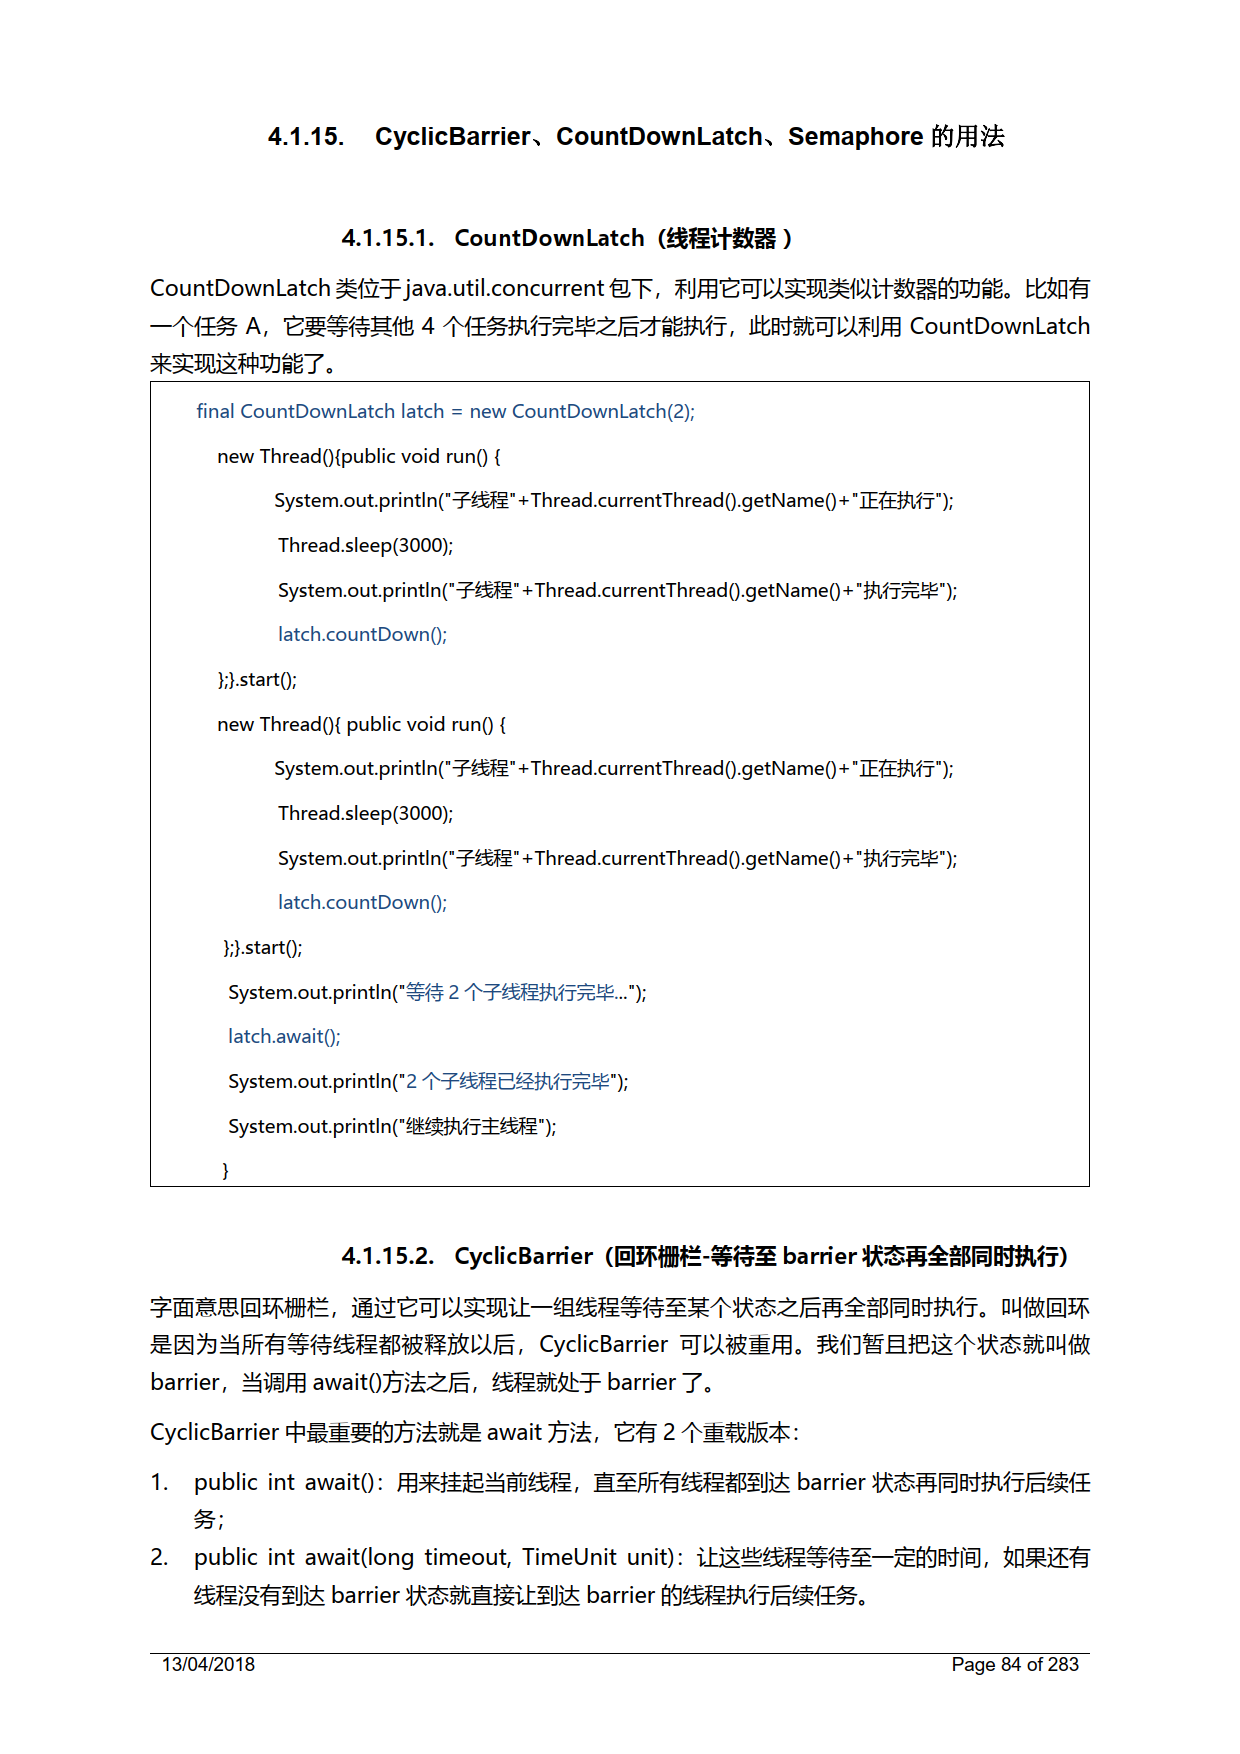 4.1.15. CyclicBarrier、CountDownLatch、Semaphore 的用法
4.1.15.1. CountDownLatch（线程计数器 ）
CountDownLatch 类位于 java.util.concurrent 包下，利用它可以实现类似计数器的功能。比如有
一个任务 A，它要等待其他 4 个任务执行完毕之后才能执行，此时就可以利用 CountDownLatch
来实现这种功能了。
final CountDownLatch latch = new CountDownLatch(2);
new Thread(){public void run() {
System.out.println("子线程"+Thread.currentThread().getName()+"正在执行");
Thread.sleep(3000);
System.out.println("子线程"+Thread.currentThread().getName()+"执行完毕");
latch.countDown();
};}.start();
new Thread(){ public void run() {
System.out.println("子线程"+Thread.currentThread().getName()+"正在执行");
Thread.sleep(3000);
System.out.println("子线程"+Thread.currentThread().getName()+"执行完毕");
latch.countDown();
};}.start();
System.out.println("等待 2 个子线程执行完毕...");
latch.await();
System.out.println("2 个子线程已经执行完毕");
System.out.println("继续执行主线程");
}
4.1.15.2. CyclicBarrier（回环栅栏-等待至 barrier 状态再全部同时执行）
字面意思回环栅栏，通过它可以实现让一组线程等待至某个状态之后再全部同时执行。叫做回环
是因为当所有等待线程都被释放以后，CyclicBarrier 可以被重用。我们暂且把这个状态就叫做
barrier，当调用 await()方法之后，线程就处于 barrier 了。
CyclicBarrier 中最重要的方法就是 await 方法，它有 2 个重载版本：
1. public int await()：用来挂起当前线程，直至所有线程都到达 barrier 状态再同时执行后续任
务；
2. public int await(long timeout, TimeUnit unit)：让这些线程等待至一定的时间，如果还有
线程没有到达 barrier 状态就直接让到达 barrier 的线程执行后续任务。
13/04/2018 Page 84 of 283